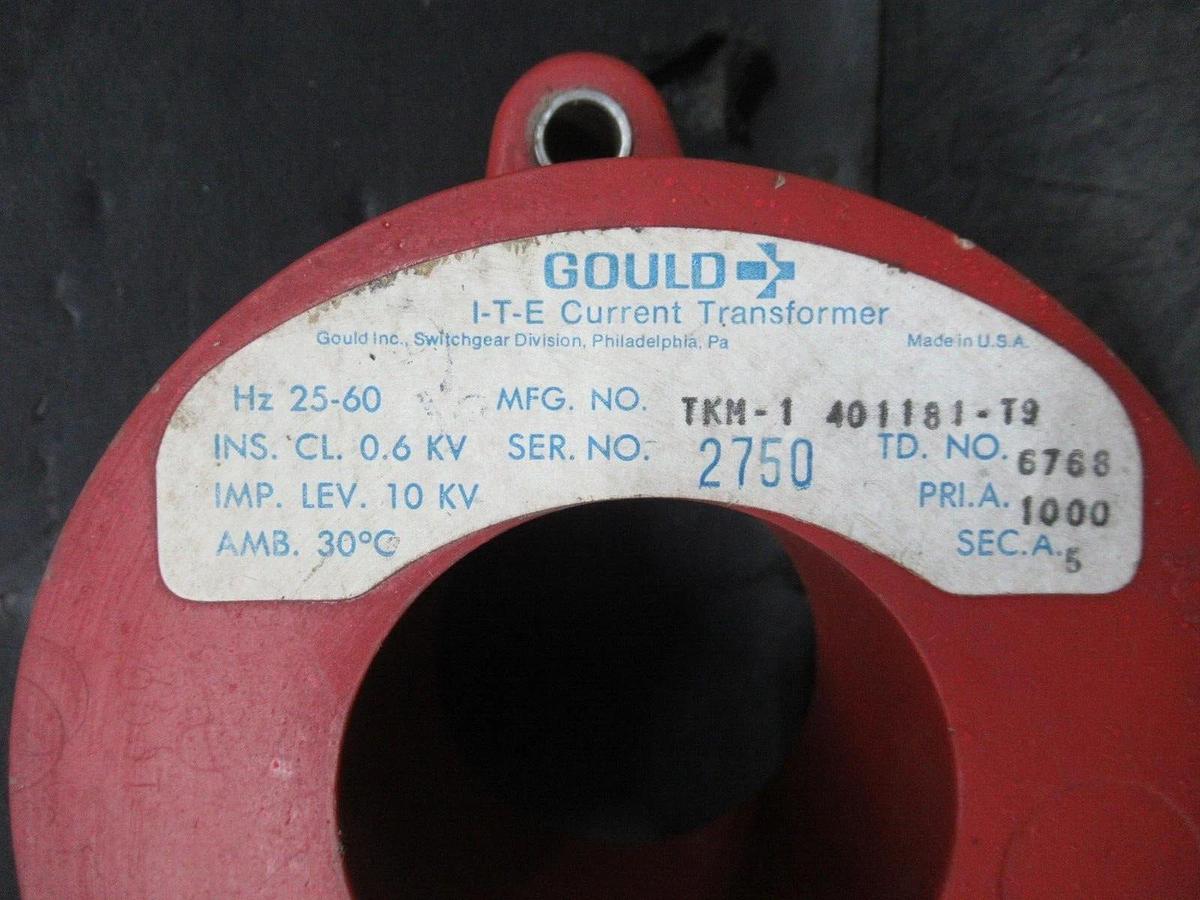 GOULD
I-T-E Current Transformer
Gould Inc., Switchgear Division, Philadelphia, Pa Made in U.S.A.
Hz 25-60 MFG. NO. TKM-1 401181-T9
INS. CL. 0.6 KV SER. NO. 2750 TD. NO. 6768
IMP. LEV. 10 KV PRI.A. 1000
AMB. 30°C SEC.A. 5